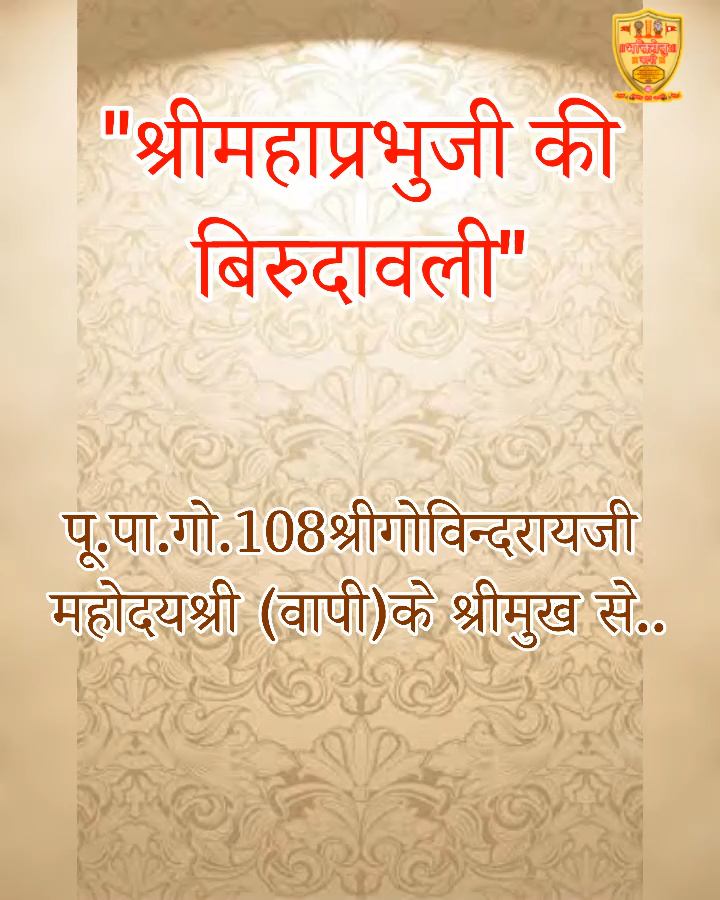 "श्रीमहाप्रभुजी की
बिरुदावली"
पू.पा.गो.108श्रीगोविन्दरायजी
महोदयश्री (वापी)के श्रीमुख से..